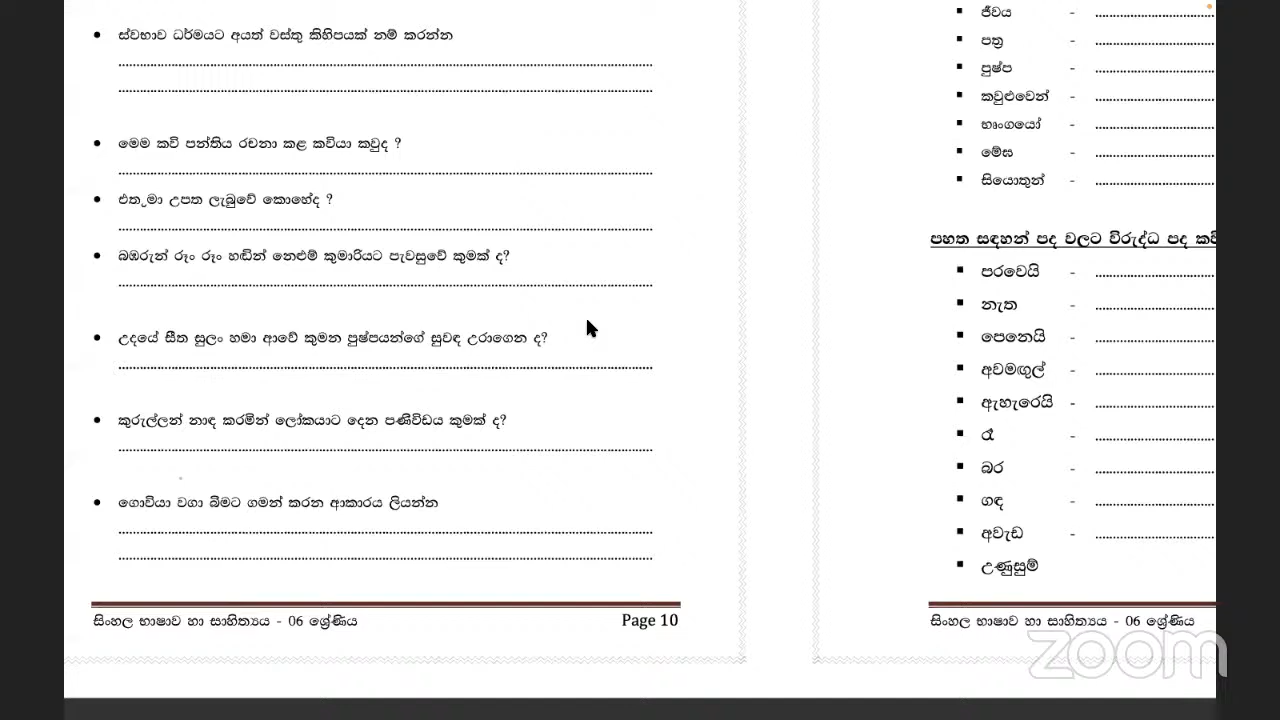 • ස්වභාව ධර්මයට අයත් වස්තු කිහිපයක් නම් කරන්න
• මෙම කවි පන්තිය රචනා කළ කවියා කවුද ?
• එතුමා උපත ලැබුවේ කොහේද ?
• බඹරුන් රූං රූං හඬින් නෙළුම් කුමාරියට පැවසුවේ කුමක් ද?
• උදයේ සීත සුලං හමා ආවේ කුමන පුෂ්පයන්ගේ සුවඳ උරාගෙන ද?
• කුරුල්ලන් නාඳ කරමින් ලෝකයාට දෙන පණිවිඩය කුමක් ද?
• ගොවියා වගා බිමට ගමන් කරන ආකාරය ලියන්න
සිංහල භාෂාව හා සාහිත්‍යය - 06 ශ්‍රේණිය
Page 10
▪ ජීවය -
▪ පත්‍ර -
▪ පුෂ්ප -
▪ කවුළුවෙන් -
▪ භෘංගයෝ -
▪ මේඝ -
▪ සියොතුන් -
පහත සඳහන් පද වලට විරුද්ධ පද කවි
▪ පරවෙයි -
▪ නැත -
▪ පෙනෙයි -
▪ අවමඟුල් -
▪ ඇහැරෙයි -
▪ රෑ -
▪ බර -
▪ ගඳ -
▪ අවැඩ -
▪ උණුසුම්
සිංහල භාෂාව හා සාහිත්‍යය - 06 ශ්‍රේණිය
zoom